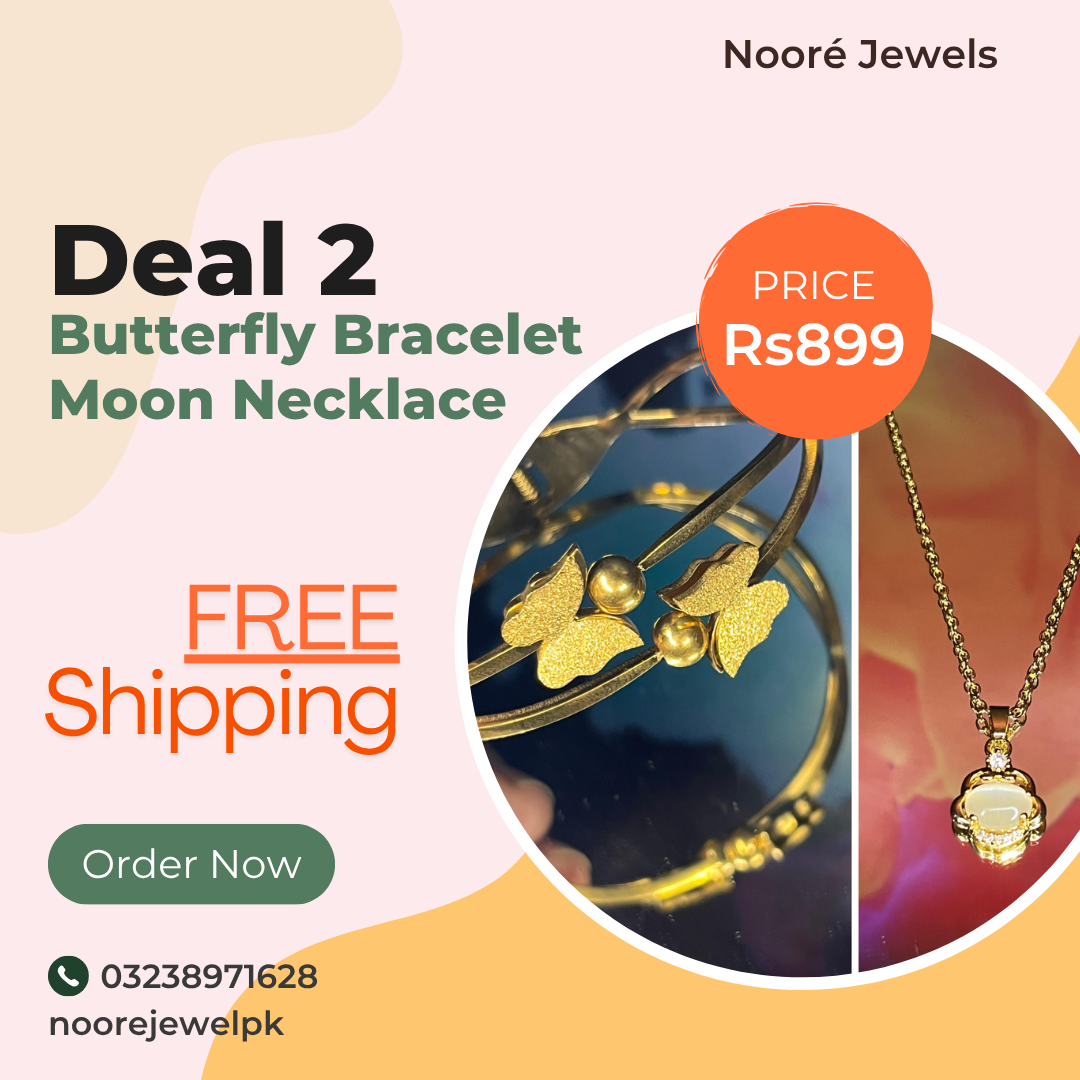 Nooré Jewels
Deal 2
Butterfly Bracelet
Moon Necklace
PRICE
Rs899
FREE
Shipping
Order Now
03238971628
noorejewelpk